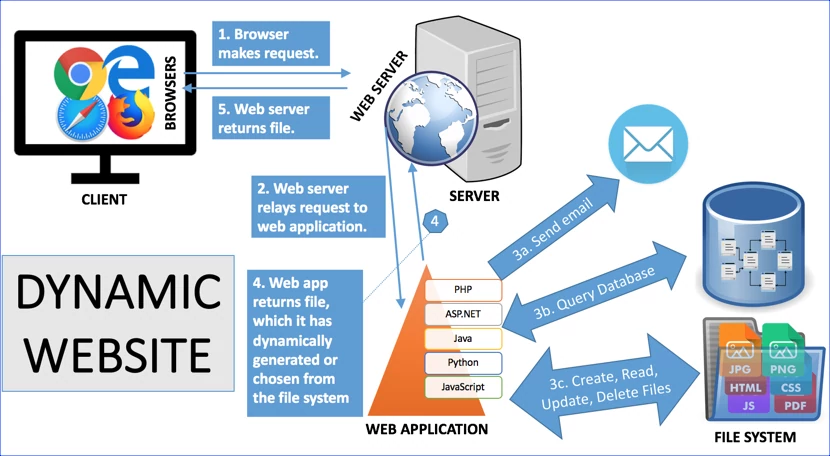 1. Browser
makes request.
BROWSERS
WEB SERVER
5. Web server
returns file.
CLIENT
SERVER
2. Web server
relays request to
web application.
4
3a. Send email
DYNAMIC
WEBSITE
4. Web app
returns file,
which it has
dynamically
generated or
chosen from
the file system
PHP
ASP.NET
Java
Python
JavaScript
WEB APPLICATION
3b. Query Database
3c. Create, Read,
Update, Delete Files
JPG
PNG
HTML
CSS
JS
PDF
FILE SYSTEM